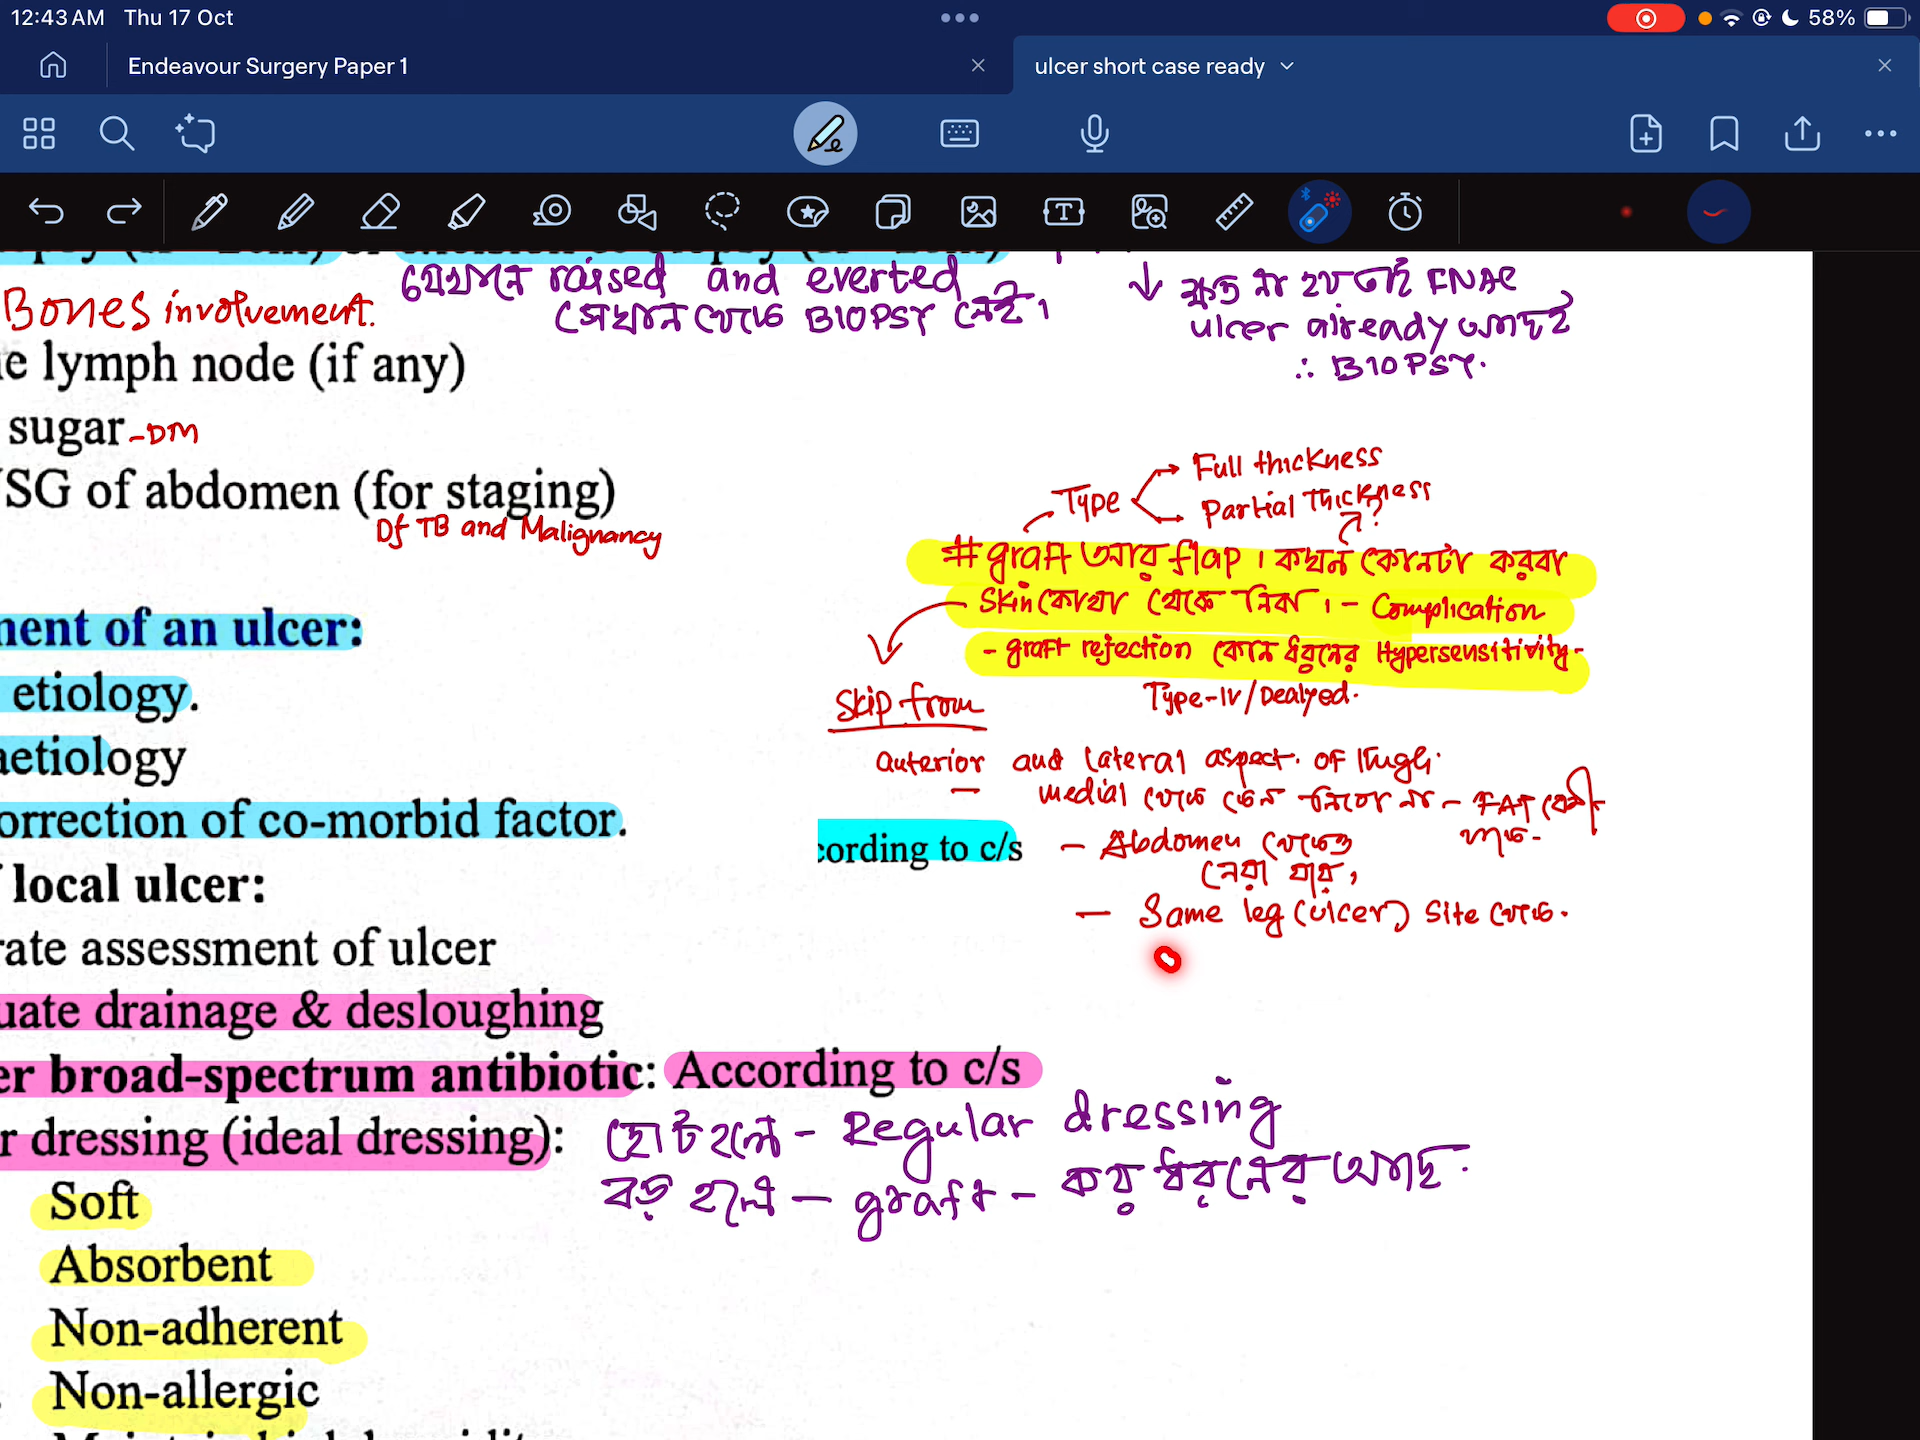 12:43 AM Thu 17 Oct
58%
Endeavour Surgery Paper 1
ulcer short case ready
যেখানে raised and everted
সেখান থেকে BIOPSY নেই।
ক্ষত না হলে তাই FNAC
ulcer already আছে
∴ BIOPSY.
Bones involvement.
e lymph node (if any)
sugar -DM
SG of abdomen (for staging)
Df TB and Malignancy
Type
Full thickness
Partial Thickness
?
# graft আর flap। কখন কোনটা করবা
Skin কোথা থেকে নিবা। - Complication
- graft rejection কোন ধরনের Hypersensitivity-
Type-IV/Dealyed.
nent of an ulcer:
etiology.
aetiology
orrection of co-morbid factor.
Skip from
anterior and lateral aspect of thigh.
medial থেকে কেন নিবো না - FAT বেশী
থাকে-
cording to c/s
- Abdomen থেকেও
নেয়া যায়,
- Same leg (ulcer) site থেকে.
local ulcer:
rate assessment of ulcer
uate drainage & desloughing
er broad-spectrum antibiotic: According to c/s
r dressing (ideal dressing):
ছোট হলে - Regular dressing
বড় হলে - graft - কয় ধরনের আছে.
Soft
Absorbent
Non-adherent
Non-allergic